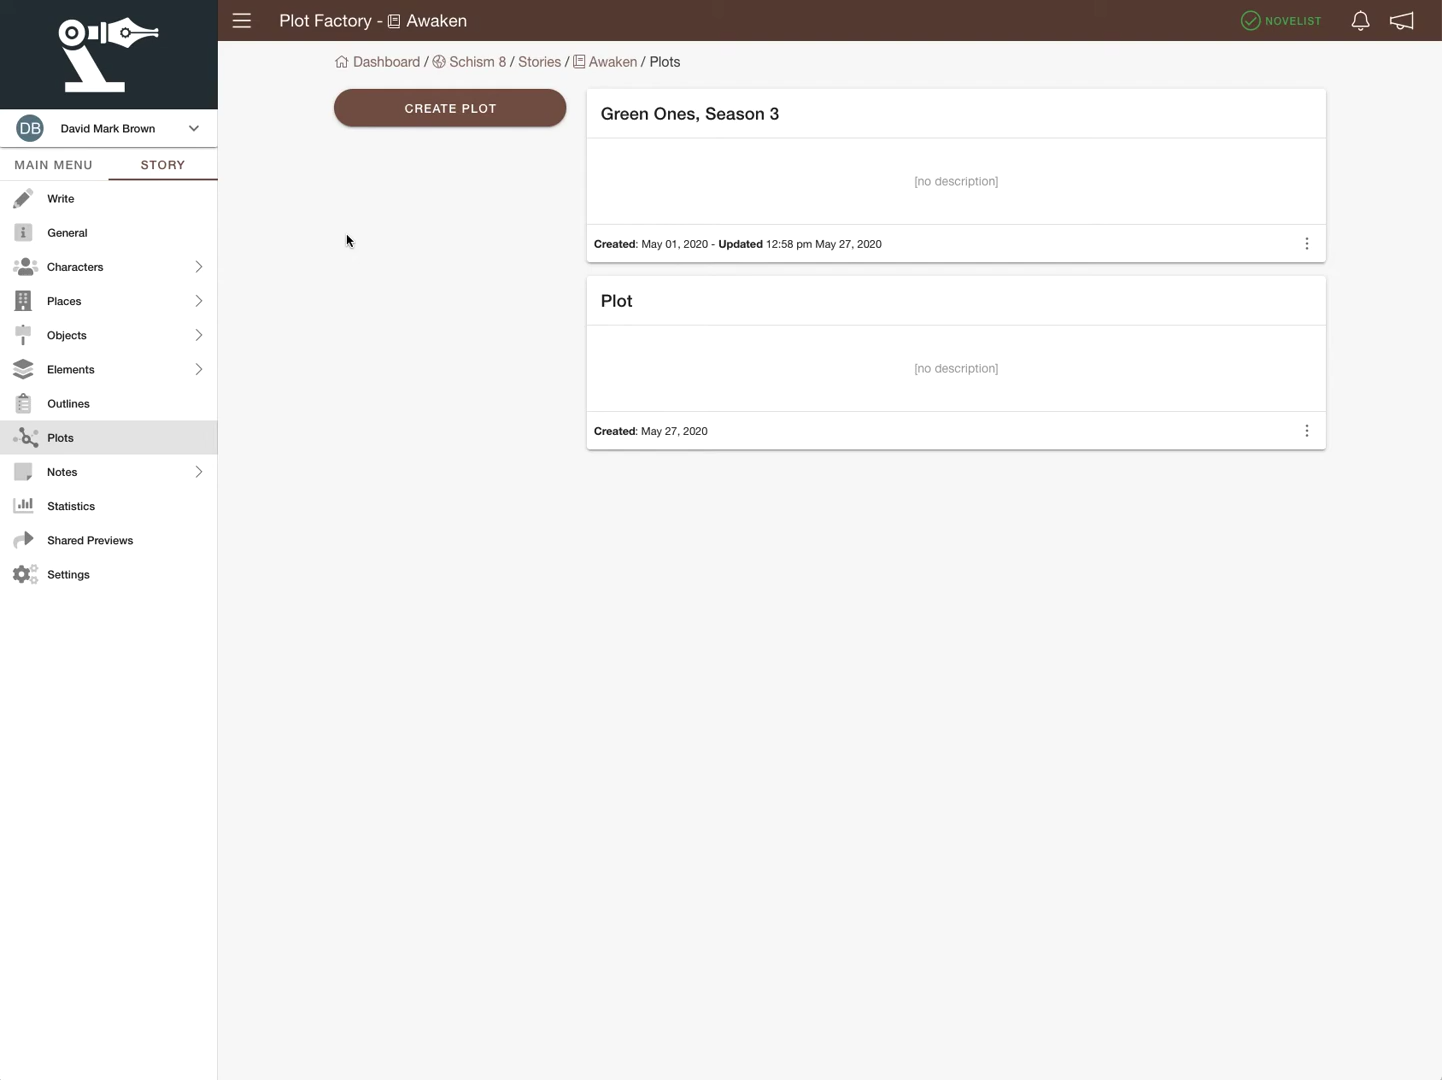 Plot Factory - Awaken
NOVELIST
DB David Mark Brown
MAIN MENU STORY
Write
General
Characters
Places
Objects
Elements
Outlines
Plots
Notes
Statistics
Shared Previews
Settings
Dashboard / Schism 8 / Stories / Awaken / Plots
CREATE PLOT
Green Ones, Season 3
[no description]
Created: May 01, 2020 - Updated 12:58 pm May 27, 2020
Plot
[no description]
Created: May 27, 2020